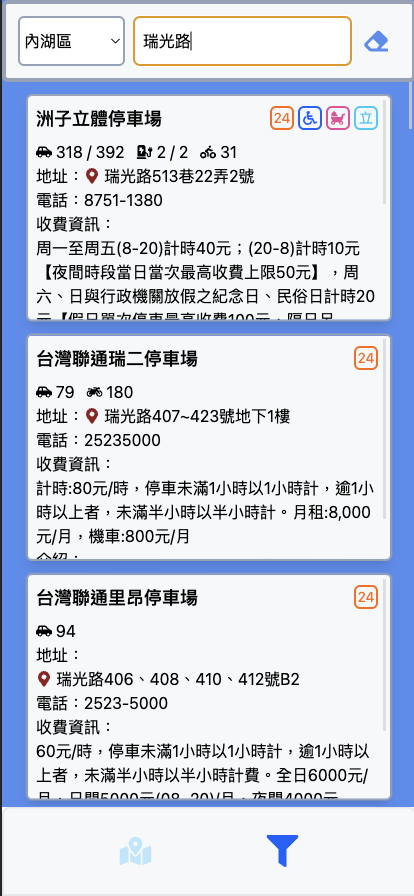 內湖區 瑞光路
洲子立體停車場 24 立
318 / 392 2 / 2 31
地址： 瑞光路513巷22弄2號
電話：8751-1380
收費資訊：
周一至周五(8-20)計時40元；(20-8)計時10元
【夜間時段當日當次最高收費上限50元】，周
六、日與行政機關放假之紀念日、民俗日計時20
元【假日單次停車最高收費100元，隔日另
台灣聯通瑞二停車場 24
79 180
地址： 瑞光路407~423號地下1樓
電話：25235000
收費資訊：
計時:80元/時，停車未滿1小時以1小時計，逾1小
時以上者，未滿半小時以半小時計。月租:8,000
元/月，機車:800元/月
介紹：
台灣聯通里昂停車場 24
94
地址：
瑞光路406、408、410、412號B2
電話：2523-5000
收費資訊：
60元/時，停車未滿1小時以1小時計，逾1小時以
上者，未滿半小時以半小時計費。全日6000元/
月，日間5000元(08-20)/月，夜間4000元